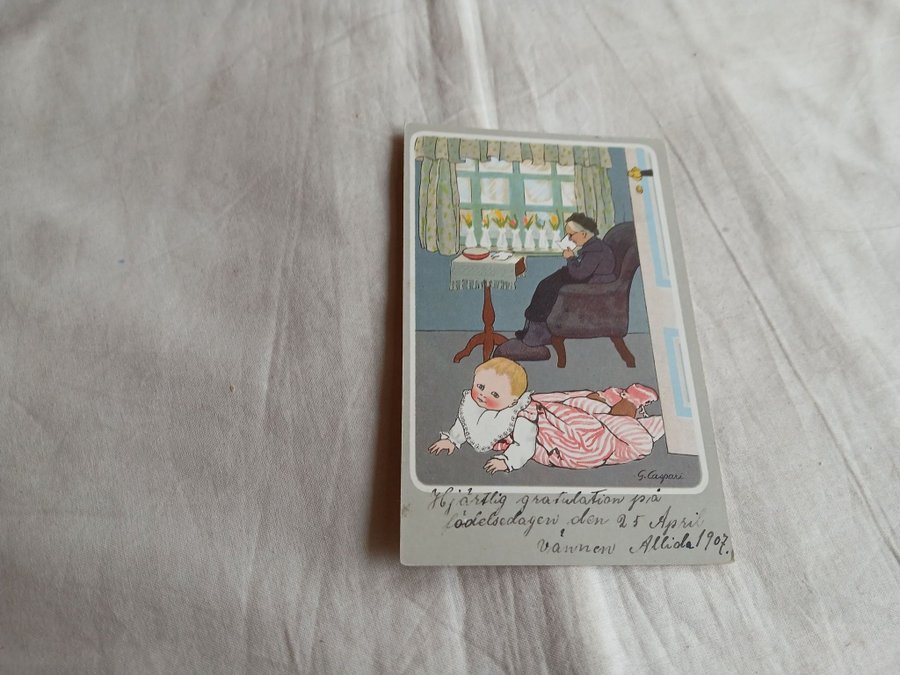 G. Caspari
Hjärtlig gratulation på
födelsedagen den 25 April
vännen Allida 1907.